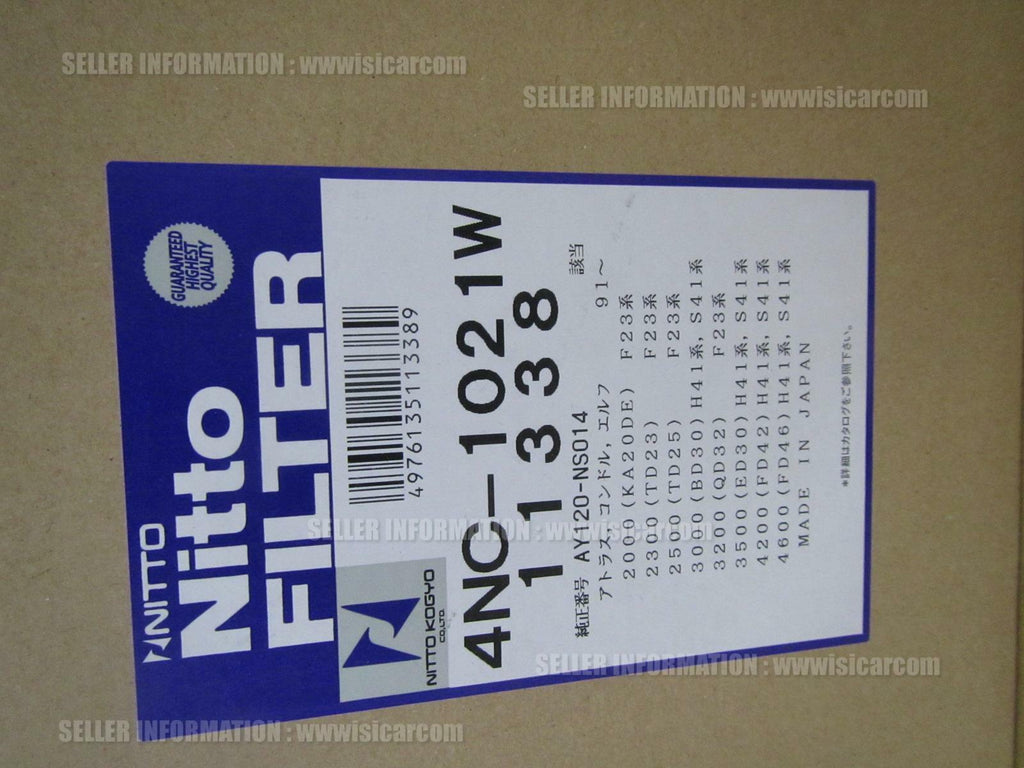 SELLER INFORMATION : wwwisicarcom
SELLER INFORMATION : wwwisicarcom
NITTO
Nitto
FILTER
GUARANTEED
HIGHEST
QUALITY
NITTO KOGYO
CO.,LTD.
4976135113389
4NC-1021W
11338
純正番号 AY120-NS014 該当
アトラス, コンドル, エルフ 91～
2000 (KA20DE) F23系
2300 (TD23) F23系
2500 (TD25) F23系
3000 (BD30) H41系, S41系
3200 (QD32) F23系
3500 (ED30) H41系, S41系
4200 (FD42) H41系, S41系
4600 (FD46) H41系, S41系
MADE IN JAPAN
*詳細はカタログをご参照下さい。
SELLER INFORMATION : wwwisicarcom
SELLER INFORMATION : wwwisicarcom
SELLER INFORMATION : wwwisicarcom